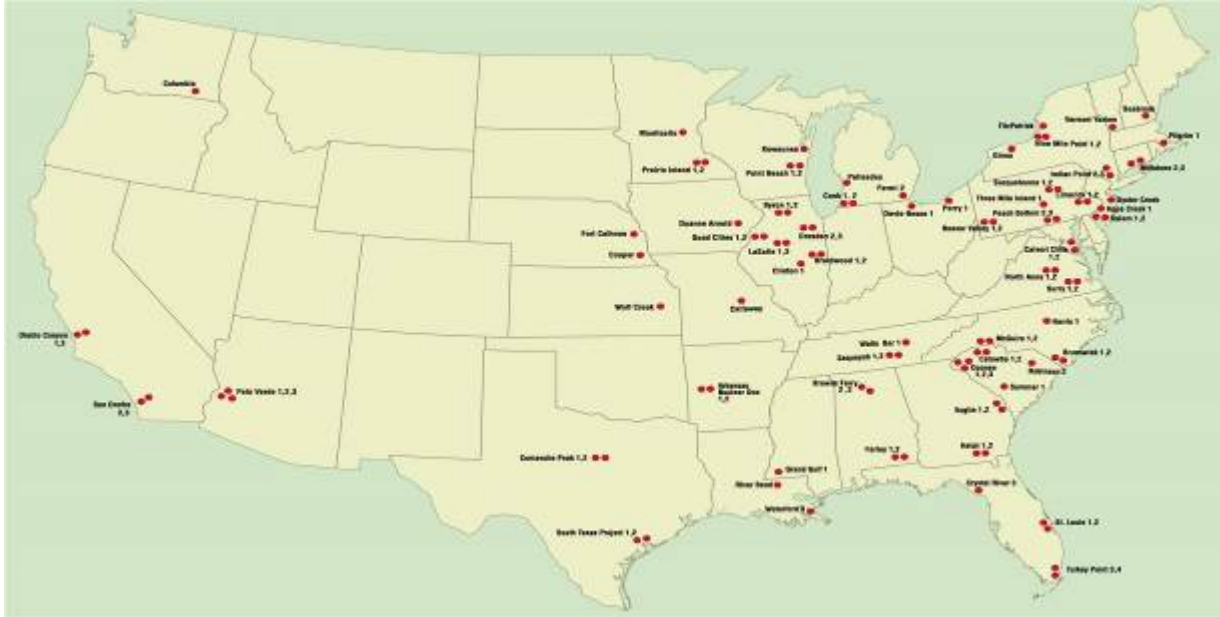 Columbia
Monticello
Prairie Island 1,2
Kewaunee
Point Beach 1,2
Palisades
Cook 1, 2
Fermi 2
Davis-Besse 1
Perry 1
FitzPatrick
Nine Mile Point 1,2
Ginna
Vermont Yankee
Seabrook
Pilgrim 1
Millstone 2,3
Indian Point 2,3
Susquehanna 1,2
Limerick 1,2
Three Mile Island 1
Peach Bottom 2,3
Beaver Valley 1,2
Oyster Creek
Hope Creek 1
Salem 1,2
Calvert Cliffs
1,2
North Anna 1,2
Surry 1,2
Byron 1,2
Duane Arnold
Quad Cities 1,2
Dresden 2,3
LaSalle 1,2
Braidwood 1,2
Clinton 1
Fort Calhoun
Cooper
Wolf Creek
Callaway
Diablo Canyon
1,2
San Onofre
2,3
Palo Verde 1,2,3
Harris 1
Watts Bar 1
Sequoyah 1,2
McGuire 1,2
Catawba 1,2
Oconee
1,2,3
Brunswick 1,2
Robinson 2
Summer 1
Vogtle 1,2
Arkansas
Nuclear One
1,2
Browns Ferry
Hatch 1,2
Farley 1,2
Comanche Peak 1,2
Grand Gulf 1
River Bend
Waterford 3
South Texas Project 1,2
Crystal River 3
St. Lucie 1,2
Turkey Point 3,4